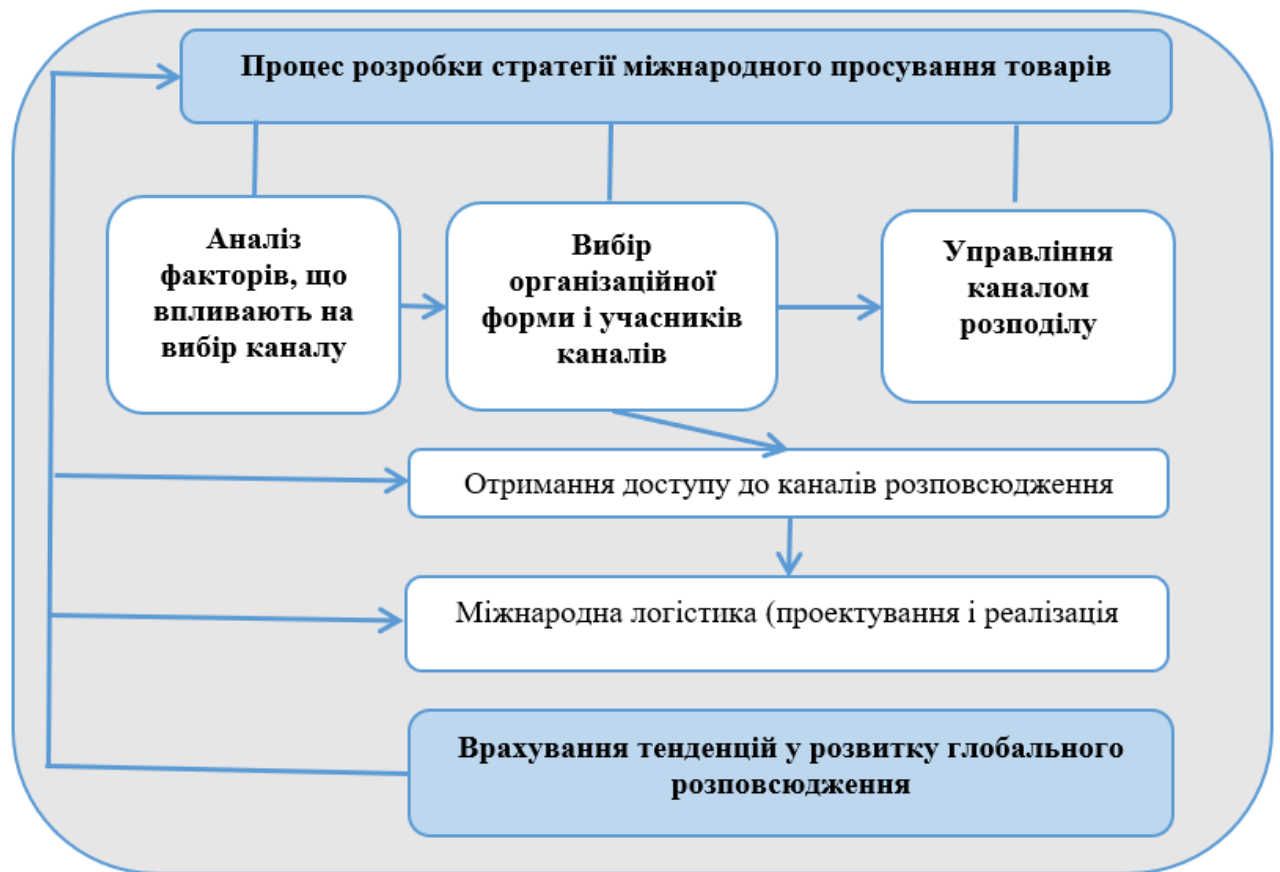 Процес розробки стратегії міжнародного просування товарів
Аналіз
факторів, що
впливають на
вибір каналу
Вибір
організаційної
форми і учасників
каналів
Управління
каналом
розподілу
Отримання доступу до каналів розповсюдження
Міжнародна логістика (проектування і реалізація
Врахування тенденцій у розвитку глобального
розповсюдження